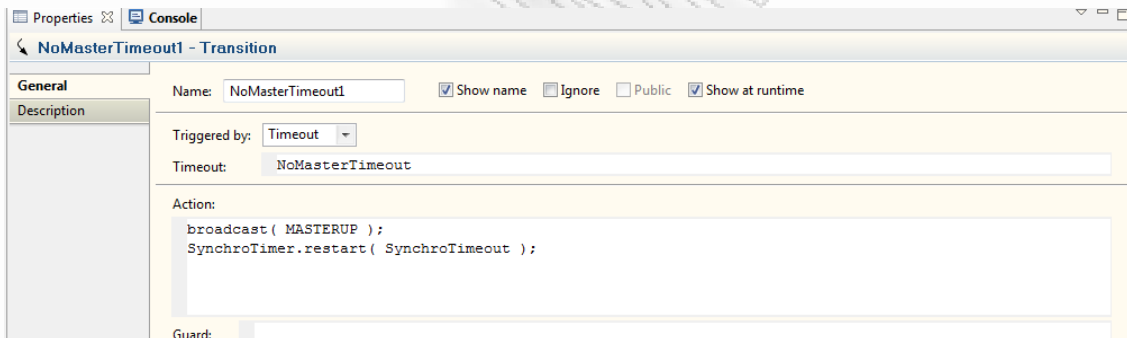 Properties Console
NoMasterTimeout1 - Transition
General
Description
Name: NoMasterTimeout1 Show name Ignore Public Show at runtime
Triggered by: Timeout
Timeout: NoMasterTimeout
Action:
broadcast( MASTERUP );
SynchroTimer.restart( SynchroTimeout );
Guard: